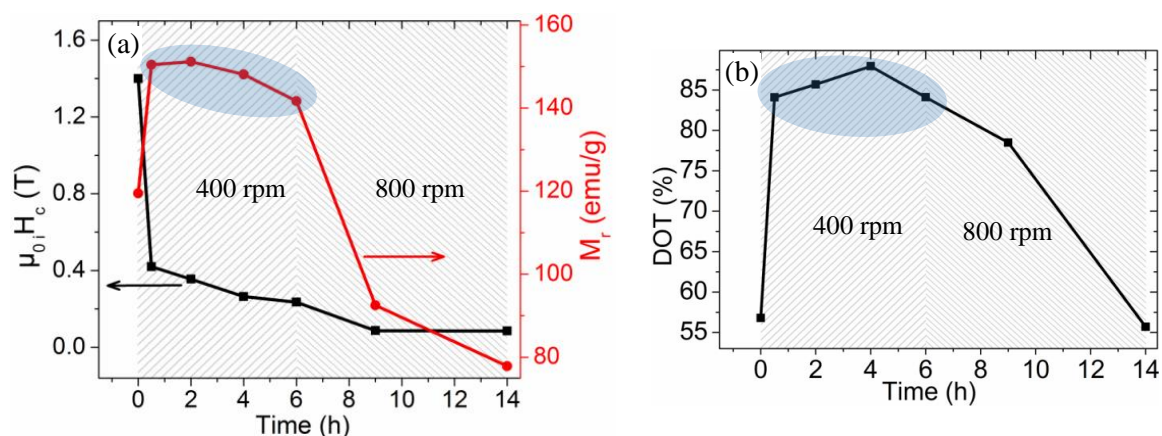 (a)
1.6
1.2
0.8
0.4
0.0
μ₀ ᵢH꜀ (T)
400 rpm
800 rpm
160
140
120
100
80
Mᵣ (emu/g)
0 2 4 6 8 10 12 14
Time (h)
(b)
85
80
75
70
65
60
55
DOT (%)
400 rpm
800 rpm
0 2 4 6 8 10 12 14
Time (h)